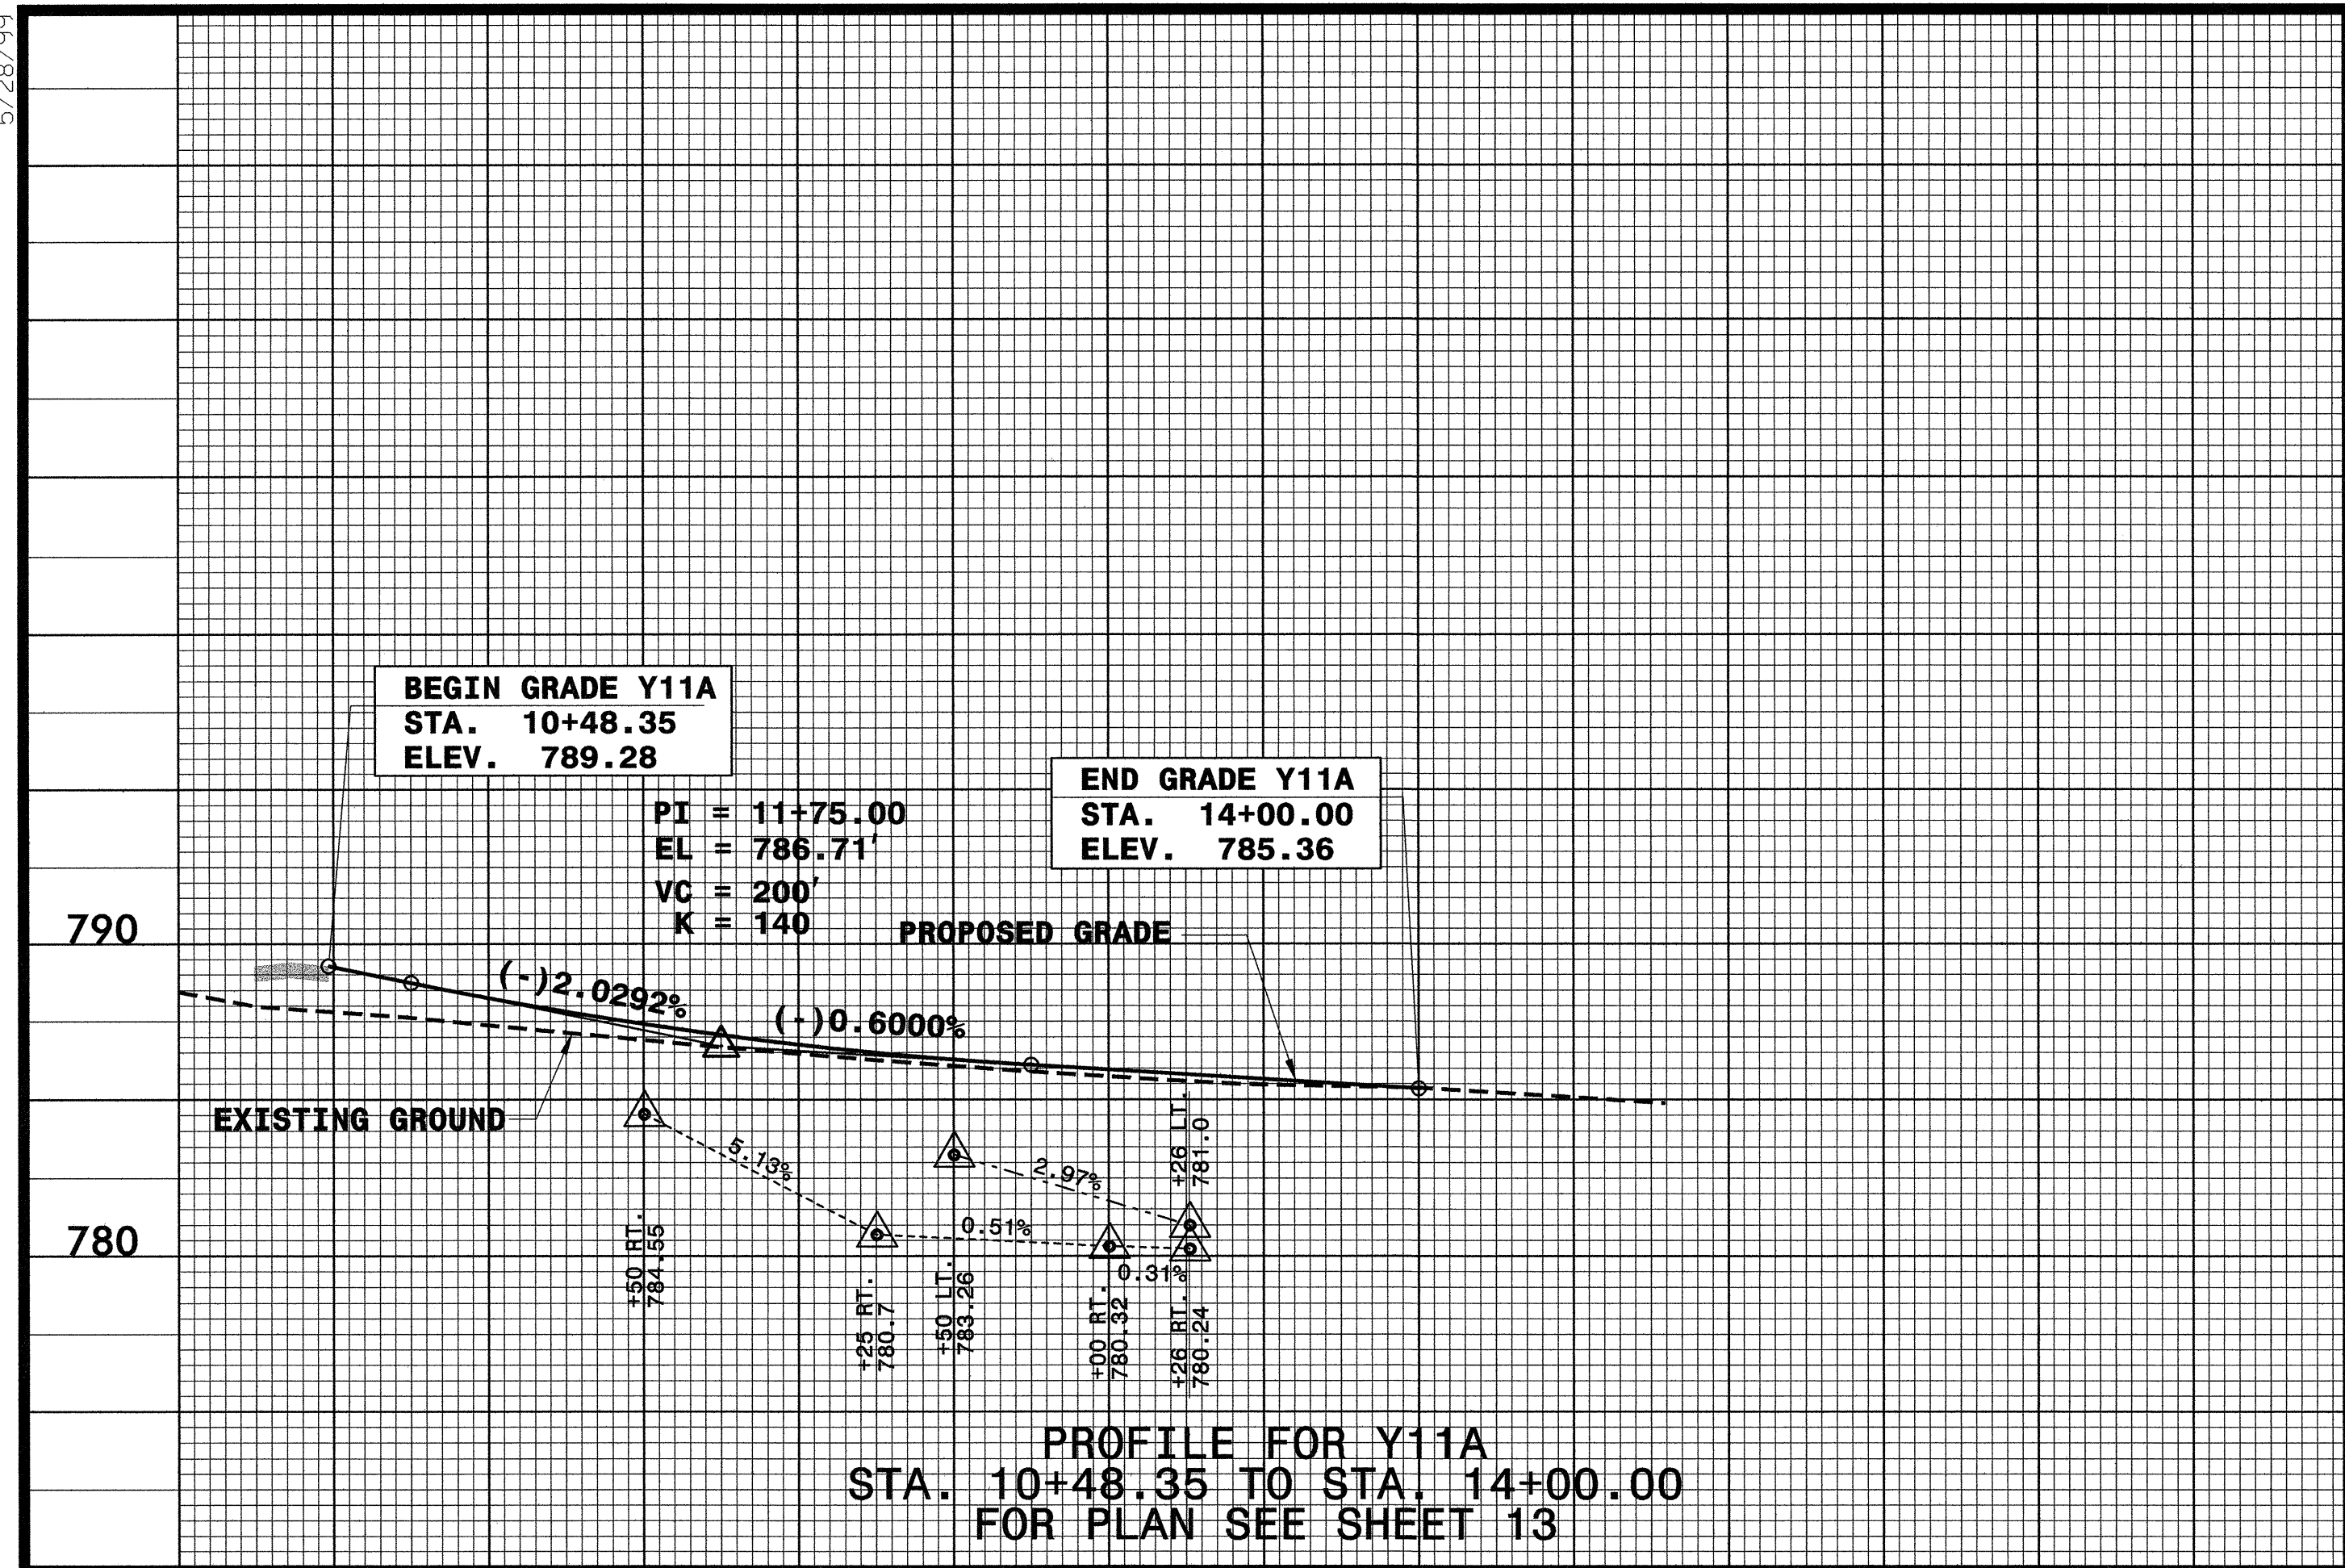 5/28/99
BEGIN GRADE Y11A
STA. 10+48.35
ELEV. 789.28
END GRADE Y11A
STA. 14+00.00
ELEV. 785.36
PI = 11+75.00
EL = 786.71'
VC = 200'
K = 140
PROPOSED GRADE
790
(-)2.0292%
(-)0.6000%
EXISTING GROUND
5.13%
2.97%
+26 LT.
781.0
0.51%
780
0.31%
+50 RT.
784.55
+25 RT.
780.7
+50 LT.
783.26
+00 RT.
780.32
+26 RT.
780.24
PROFILE FOR Y11A
STA. 10+48.35 TO STA. 14+00.00
FOR PLAN SEE SHEET 13